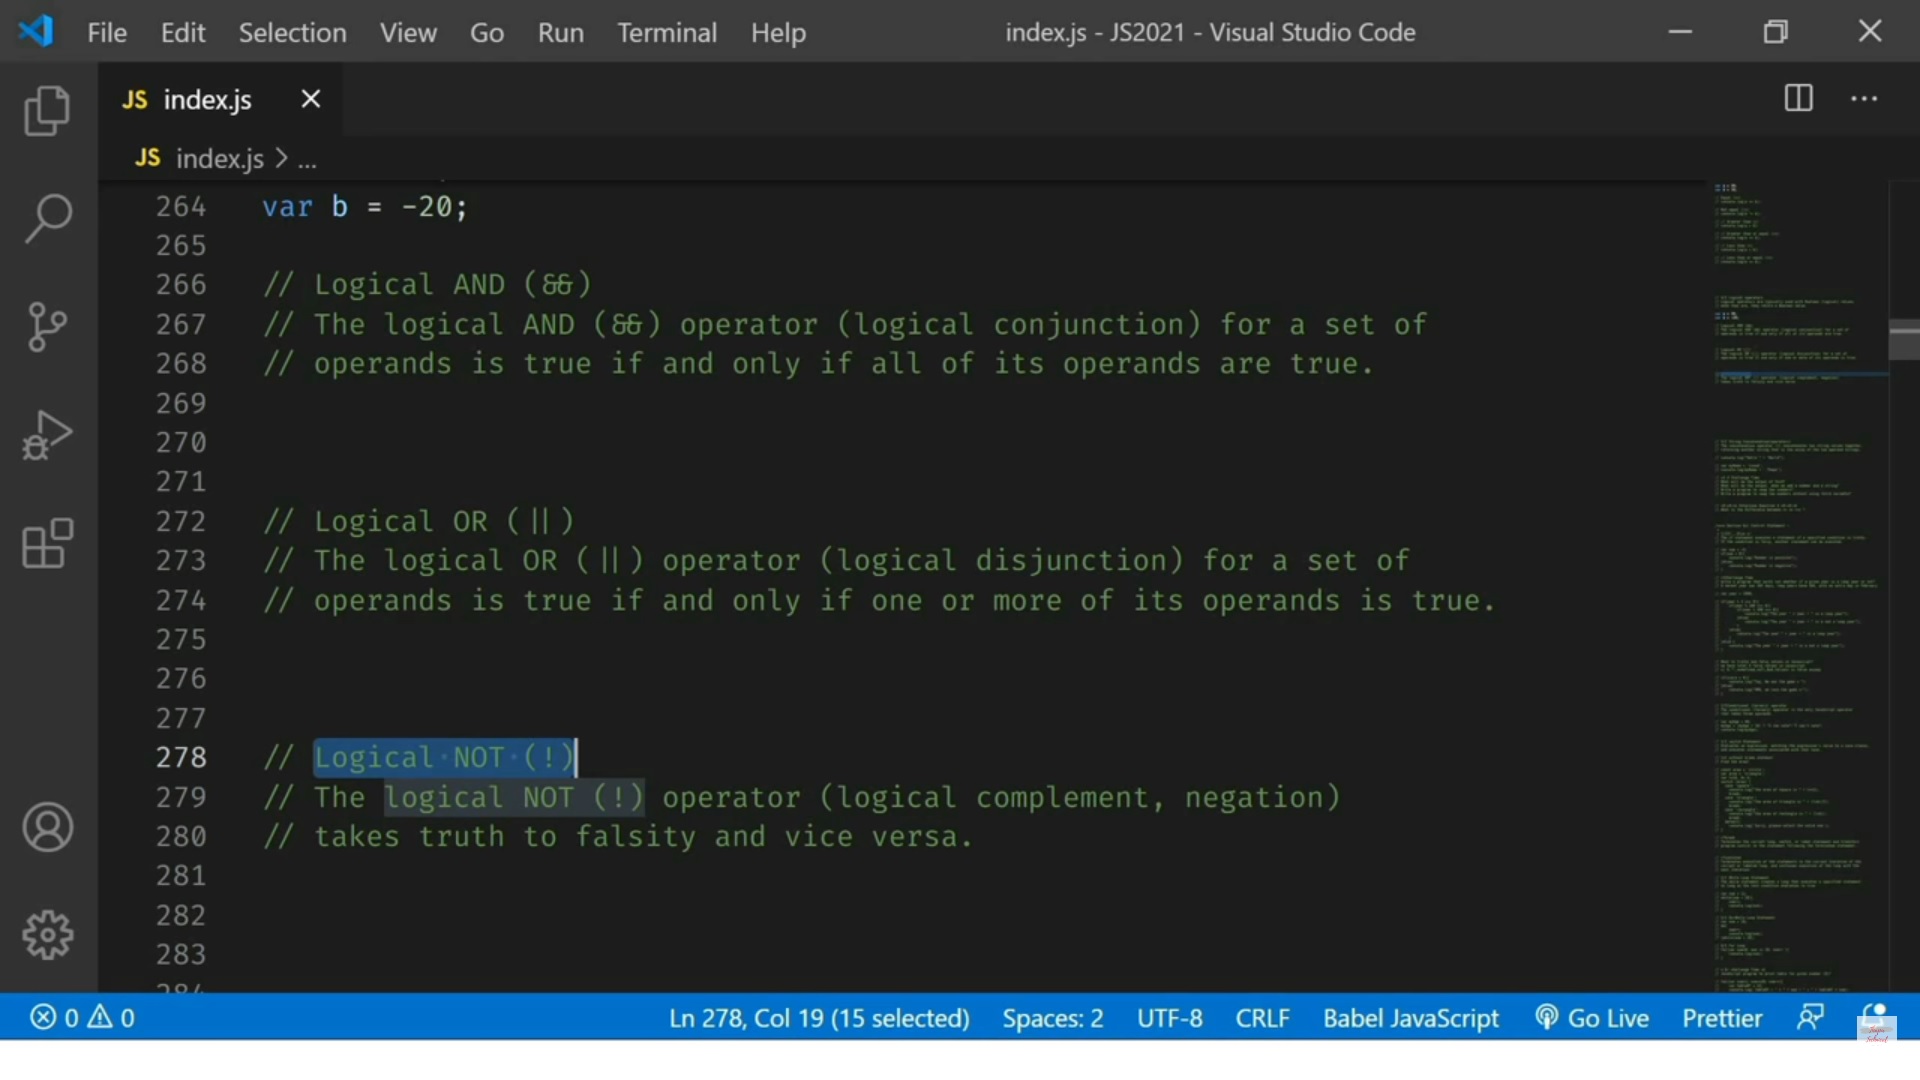 File Edit Selection View Go Run Terminal Help index.js - JS2021 - Visual Studio Code
JS index.js
JS index.js > ...
264 var b = -20;
265
266 // Logical AND (&&)
267 // The logical AND (&&) operator (logical conjunction) for a set of
268 // operands is true if and only if all of its operands are true.
269
270
271
272 // Logical OR (||)
273 // The logical OR (||) operator (logical disjunction) for a set of
274 // operands is true if and only if one or more of its operands is true.
275
276
277
278 // Logical NOT (!)
279 // The logical NOT (!) operator (logical complement, negation)
280 // takes truth to falsity and vice versa.
281
282
283
284
0 0 Ln 278, Col 19 (15 selected) Spaces: 2 UTF-8 CRLF Babel JavaScript Go Live Prettier